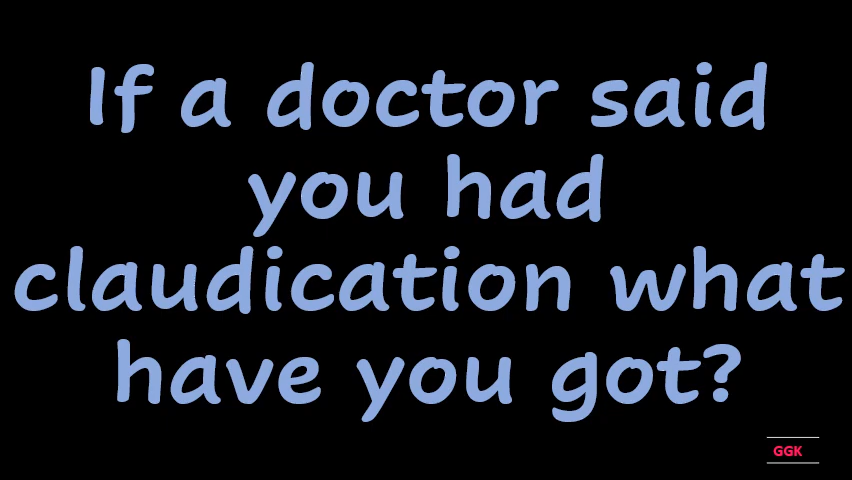 If a doctor said
you had
claudication what
have you got?
GGK